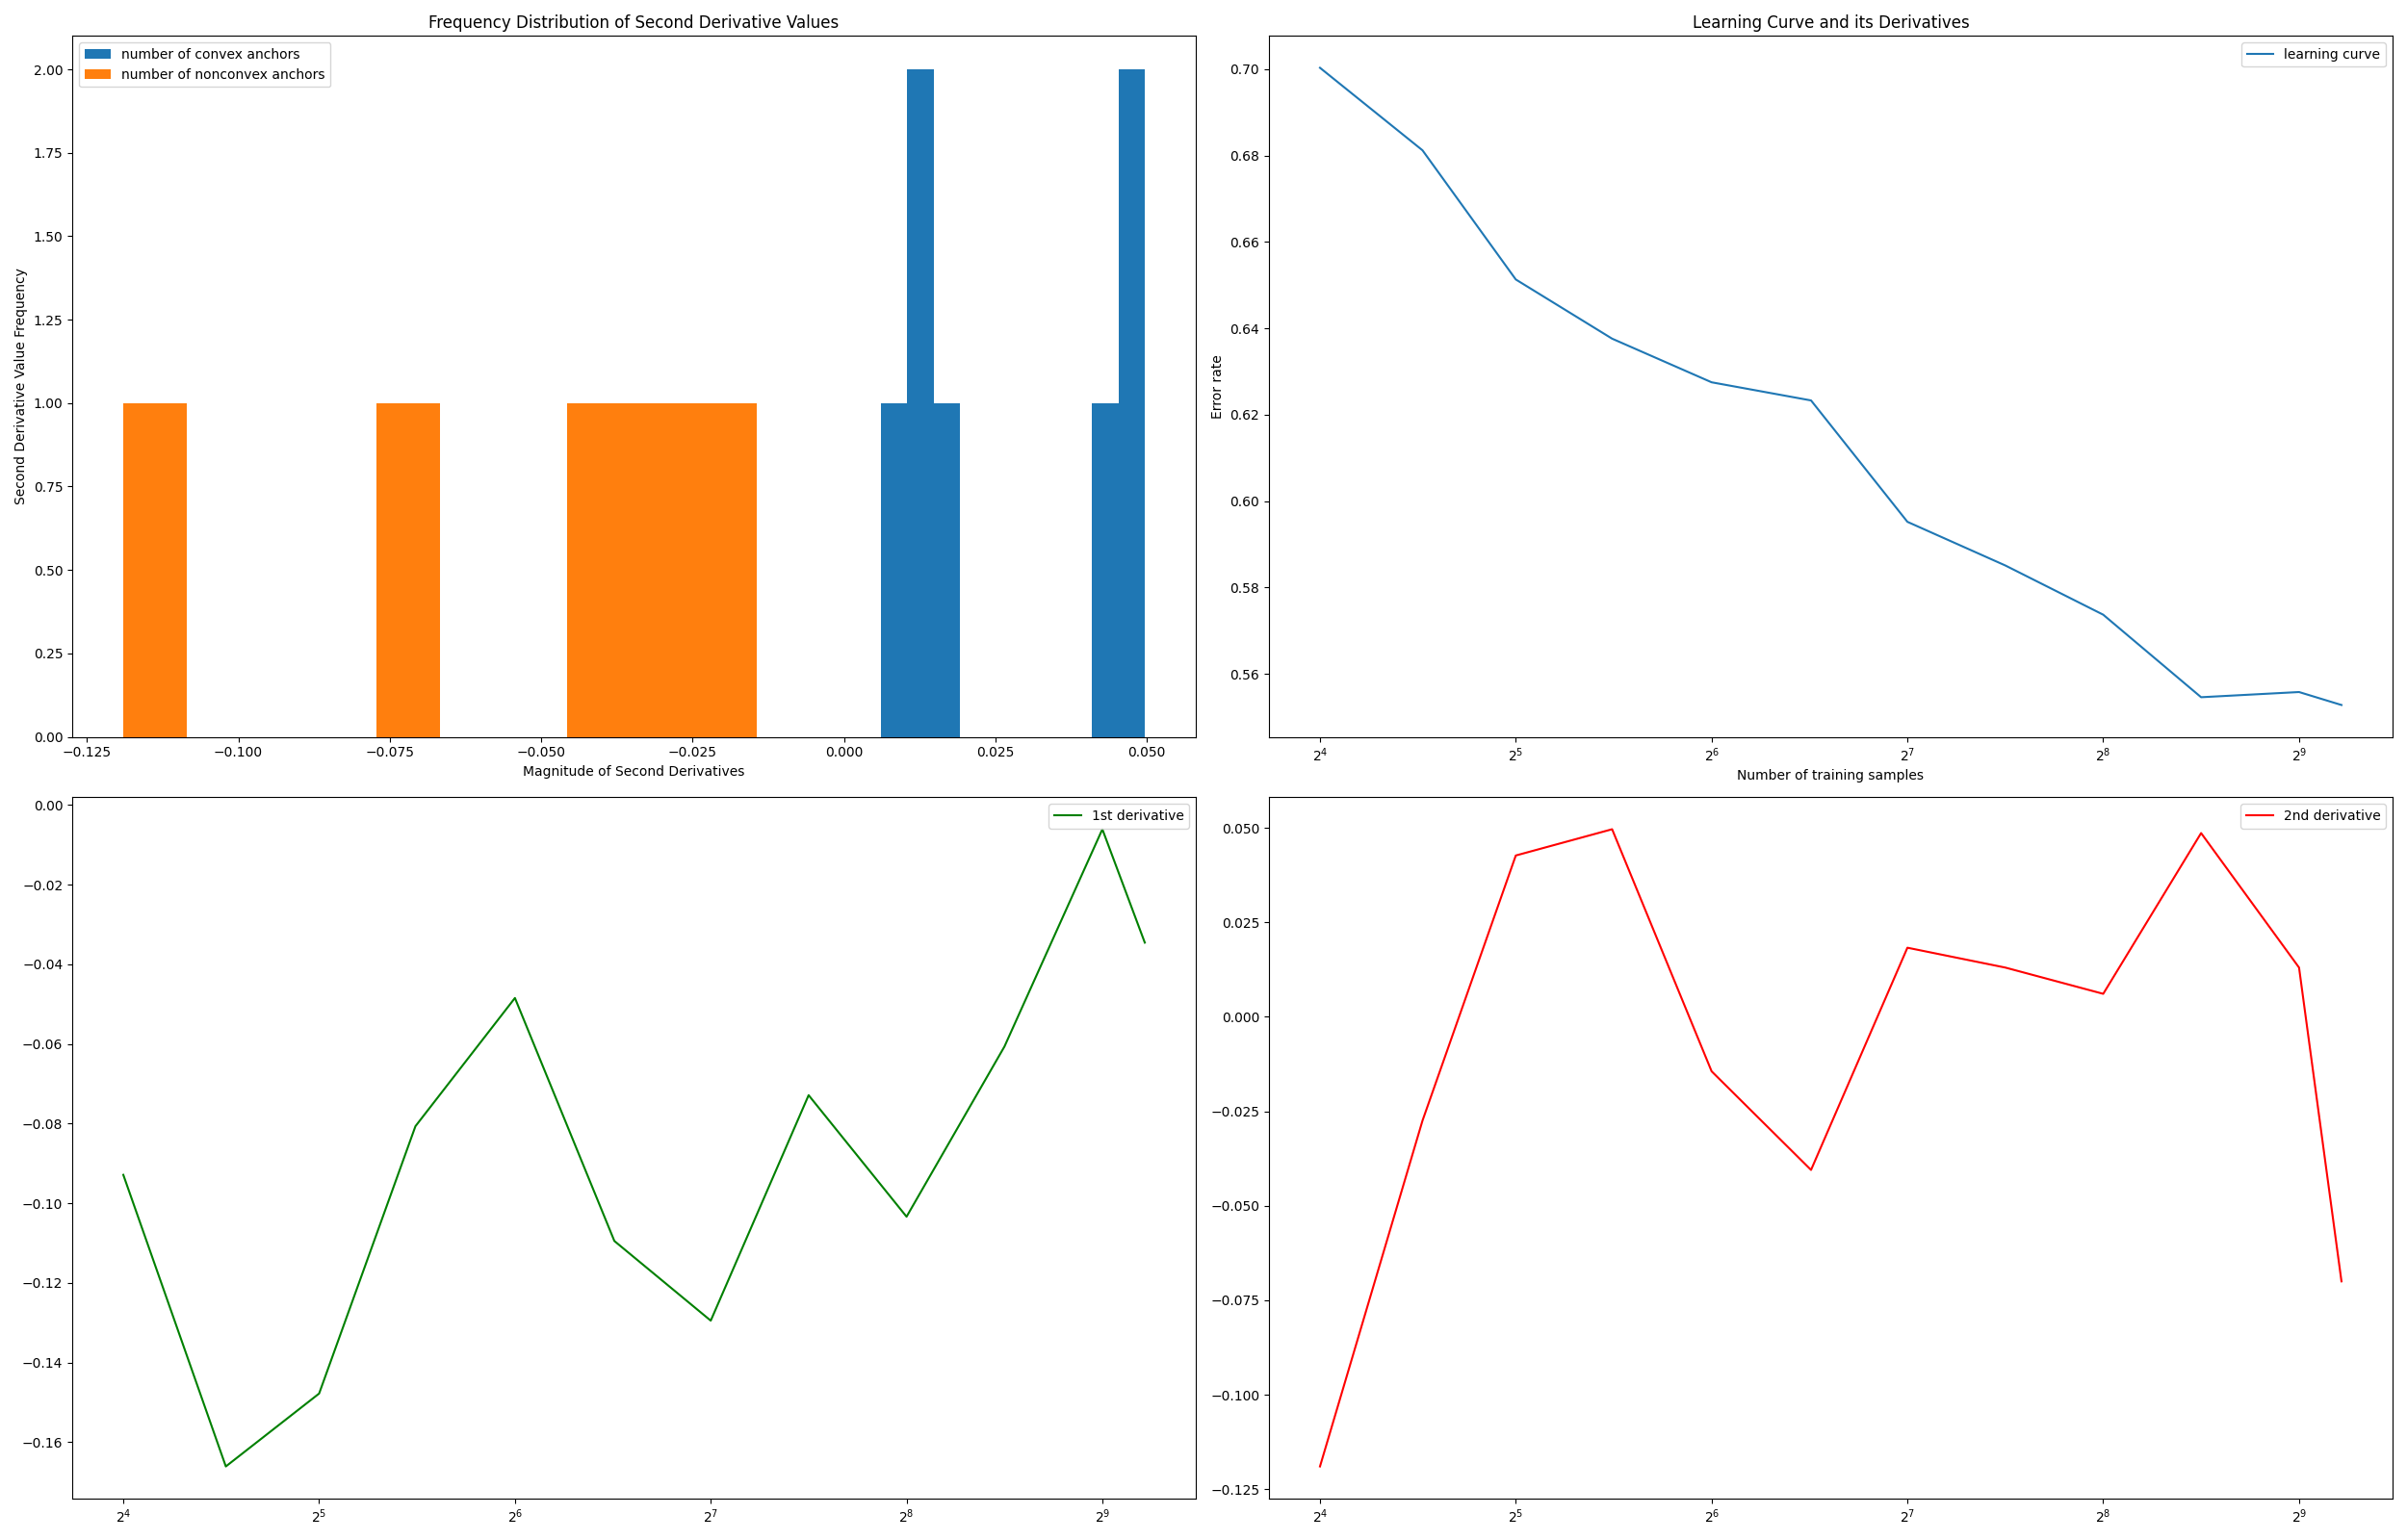 Frequency Distribution of Second Derivative Values
number of convex anchors
number of nonconvex anchors
Second Derivative Value Frequency
2.00
1.75
1.50
1.25
1.00
0.75
0.50
0.25
0.00
−0.125 −0.100 −0.075 −0.050 −0.025 0.000 0.025 0.050
Magnitude of Second Derivatives
Learning Curve and its Derivatives
learning curve
Error rate
0.70
0.68
0.66
0.64
0.62
0.60
0.58
0.56
2⁴ 2⁵ 2⁶ 2⁷ 2⁸ 2⁹
Number of training samples
1st derivative
0.00
−0.02
−0.04
−0.06
−0.08
−0.10
−0.12
−0.14
−0.16
2⁴ 2⁵ 2⁶ 2⁷ 2⁸ 2⁹
2nd derivative
0.050
0.025
0.000
−0.025
−0.050
−0.075
−0.100
−0.125
2⁴ 2⁵ 2⁶ 2⁷ 2⁸ 2⁹